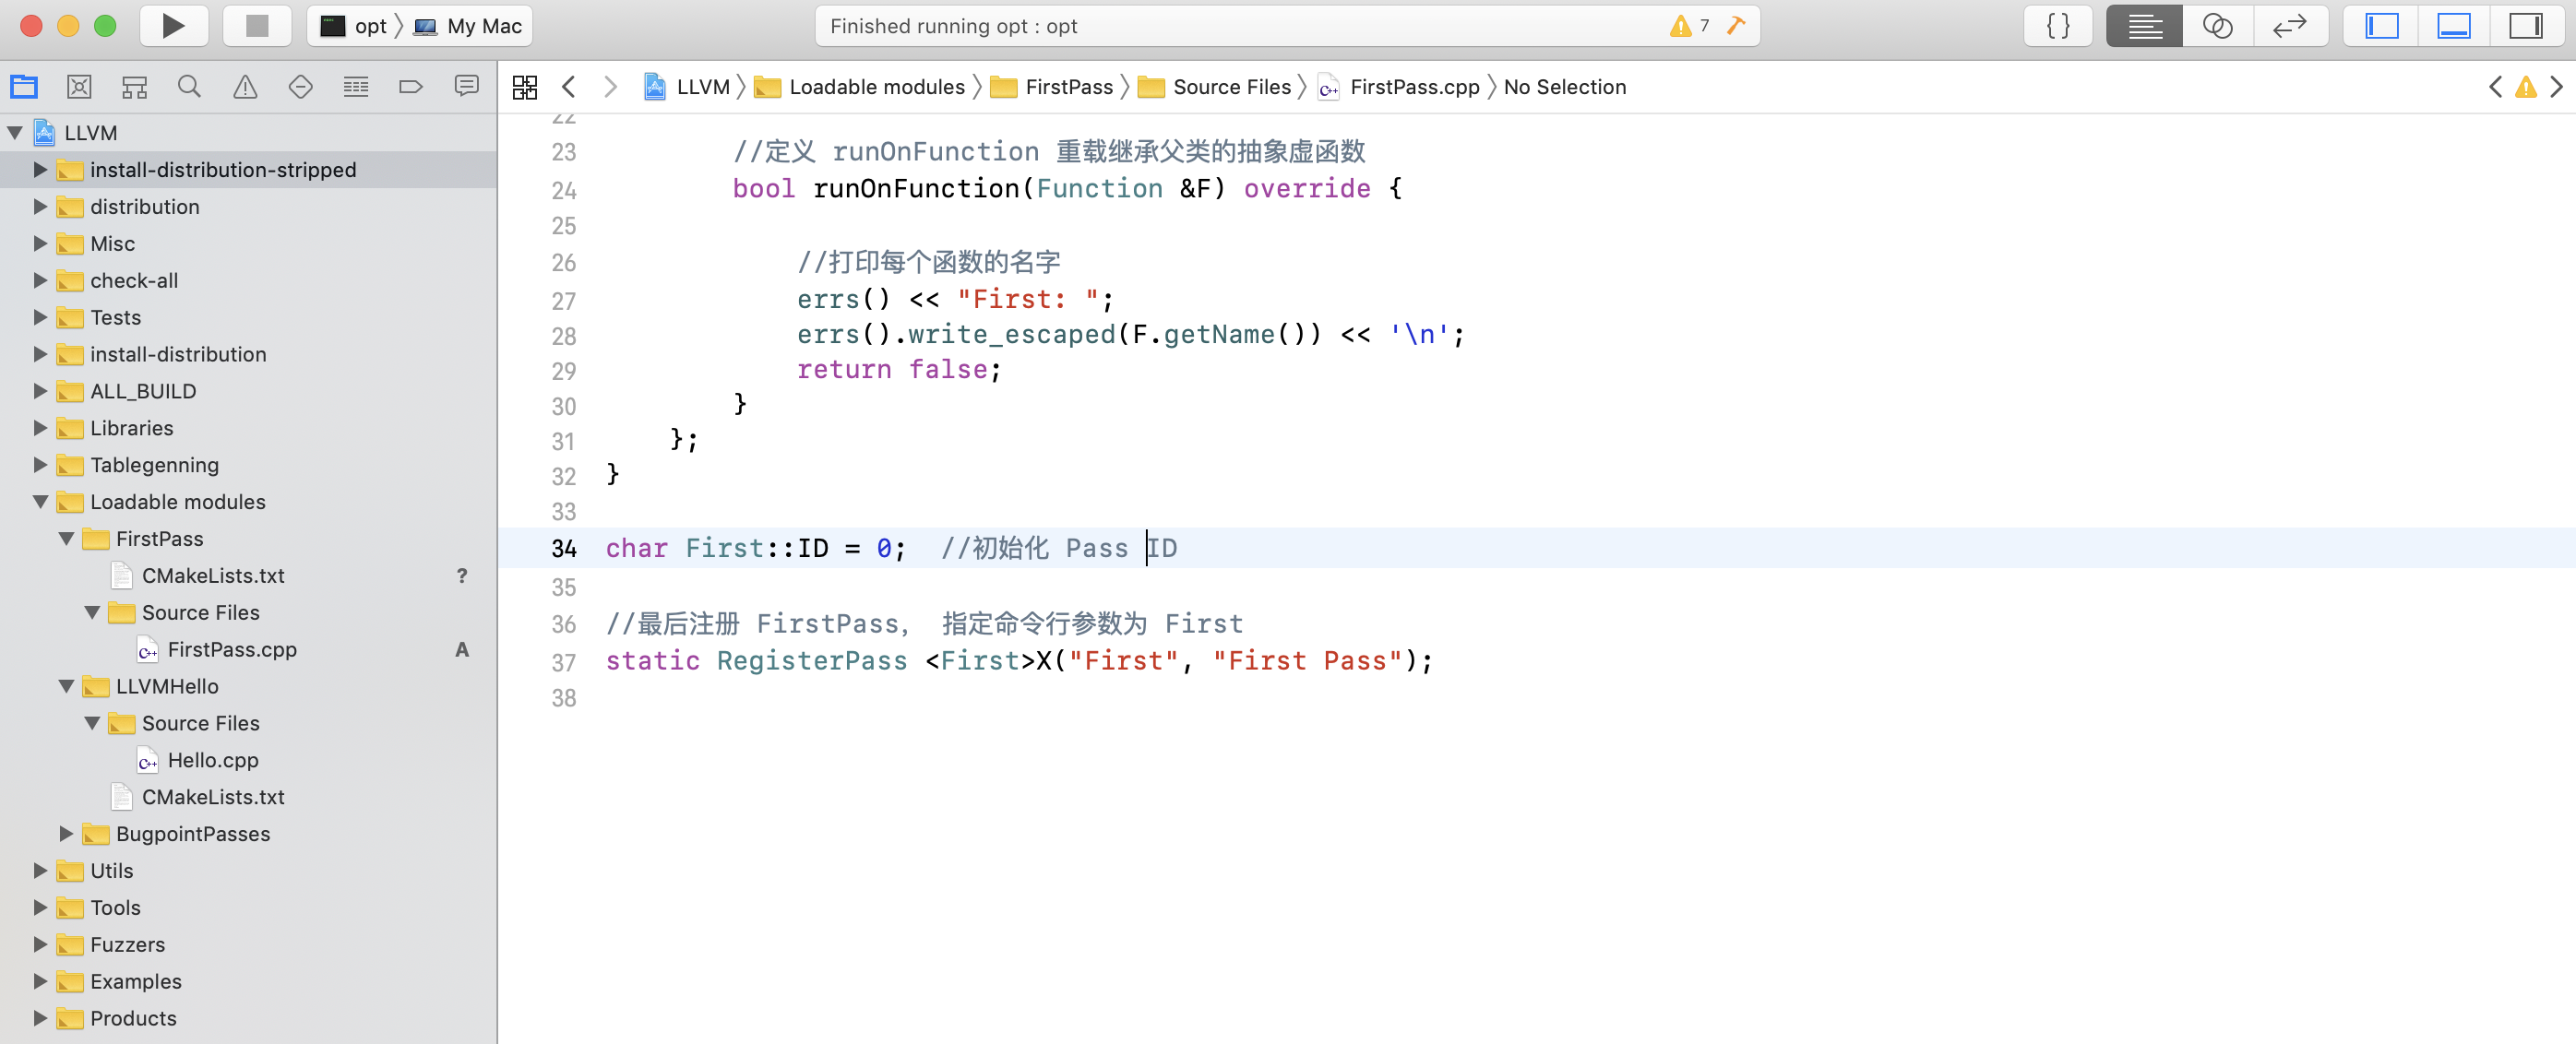 opt 〉 My Mac
Finished running opt : opt
7
LLVM 〉 Loadable modules 〉 FirstPass 〉 Source Files 〉 FirstPass.cpp 〉 No Selection
LLVM
install-distribution-stripped
distribution
Misc
check-all
Tests
install-distribution
ALL_BUILD
Libraries
Tablegenning
Loadable modules
FirstPass
CMakeLists.txt ?
Source Files
FirstPass.cpp A
LLVMHello
Source Files
Hello.cpp
CMakeLists.txt
BugpointPasses
Utils
Tools
Fuzzers
Examples
Products
22
23 //定义 runOnFunction 重载继承父类的抽象虚函数
24 bool runOnFunction(Function &F) override {
25
26 //打印每个函数的名字
27 errs() << "First: ";
28 errs().write_escaped(F.getName()) << '\n';
29 return false;
30 }
31 };
32 }
33
34 char First::ID = 0;  //初始化 Pass ID
35
36 //最后注册 FirstPass， 指定命令行参数为 First
37 static RegisterPass <First>X("First", "First Pass");
38